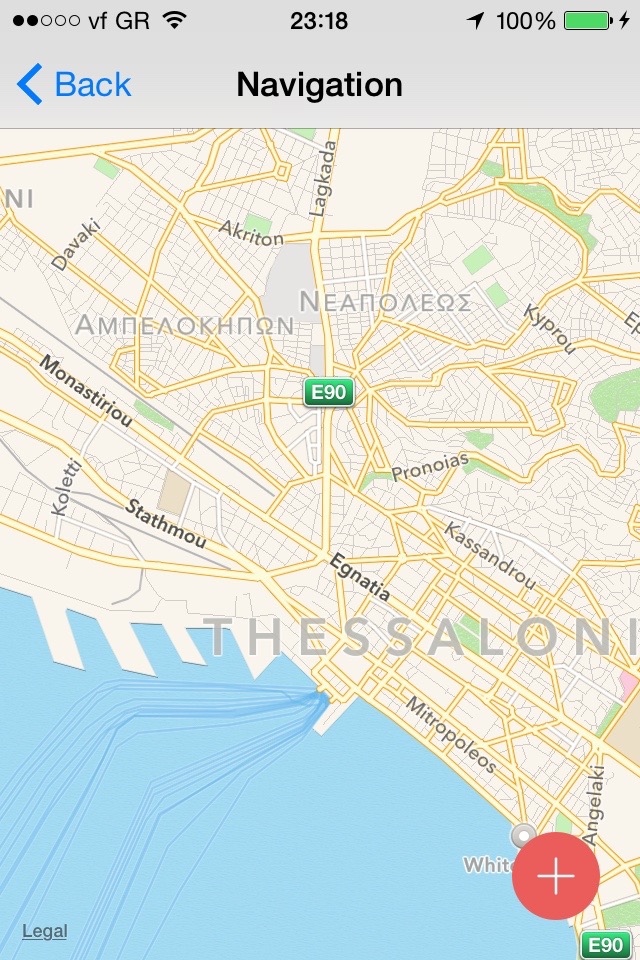 vf GR 23:18 100%
Back Navigation
Lagkada
NI
Akriton
Davaki
ΝΕΑΠΟΛΕΩΣ
ΑΜΠΕΛΟΚΗΠΩΝ
Kyprou
Monastiriou
E90
Pronoias
Koletti
Stathmou
Kassandrou
Egnatia
THESSALONI
Mitropoleos
Angelaki
White
Legal
E90